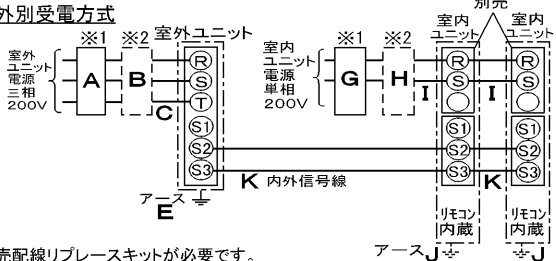 外別受電方式
別売
※1
※2
室外ユニット
※1
※2
室内
ユニット
室内
ユニット
室外
ユニット
電源
三相
200V
A
B
C
R
S
T
S1
S2
S3
室内
ユニット
電源
単相
200V
G
H
I
R
S
S1
S2
S3
I
R
S
S1
S2
S3
K 内外信号線
K
アース
E
リモコン
内蔵
リモコン
内蔵
アース J
J
売配線リプレースキットが必要です。